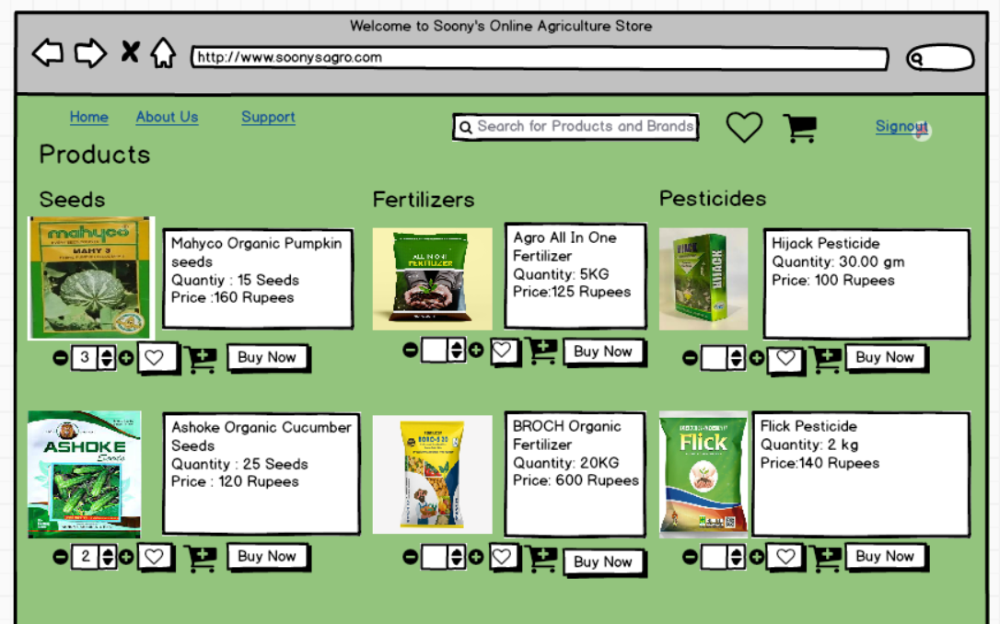 Welcome to Soony's Online Agriculture Store
http://www.soonysagro.com
Home About Us Support
Search for Products and Brands
Signout
Products
Seeds
Fertilizers
Pesticides
mahyco
MAHY 3
Mahyco Organic Pumpkin
seeds
Quantiy : 15 Seeds
Price :160 Rupees
ALL IN ONE
FERTILIZER
Agro All In One
Fertilizer
Quantity: 5KG
Price:125 Rupees
HIJACK
HIJACK
Hijack Pesticide
Quantity: 30.00 gm
Price: 100 Rupees
3
Buy Now
Buy Now
Buy Now
ASHOKE
Seeds
Ashoke Organic Cucumber
Seeds
Quantity : 25 Seeds
Price : 120 Rupees
BROCH Organic
Fertilizer
Quantity: 20KG
Price: 600 Rupees
Flick
Flick Pesticide
Quantity: 2 kg
Price:140 Rupees
2
Buy Now
Buy Now
Buy Now